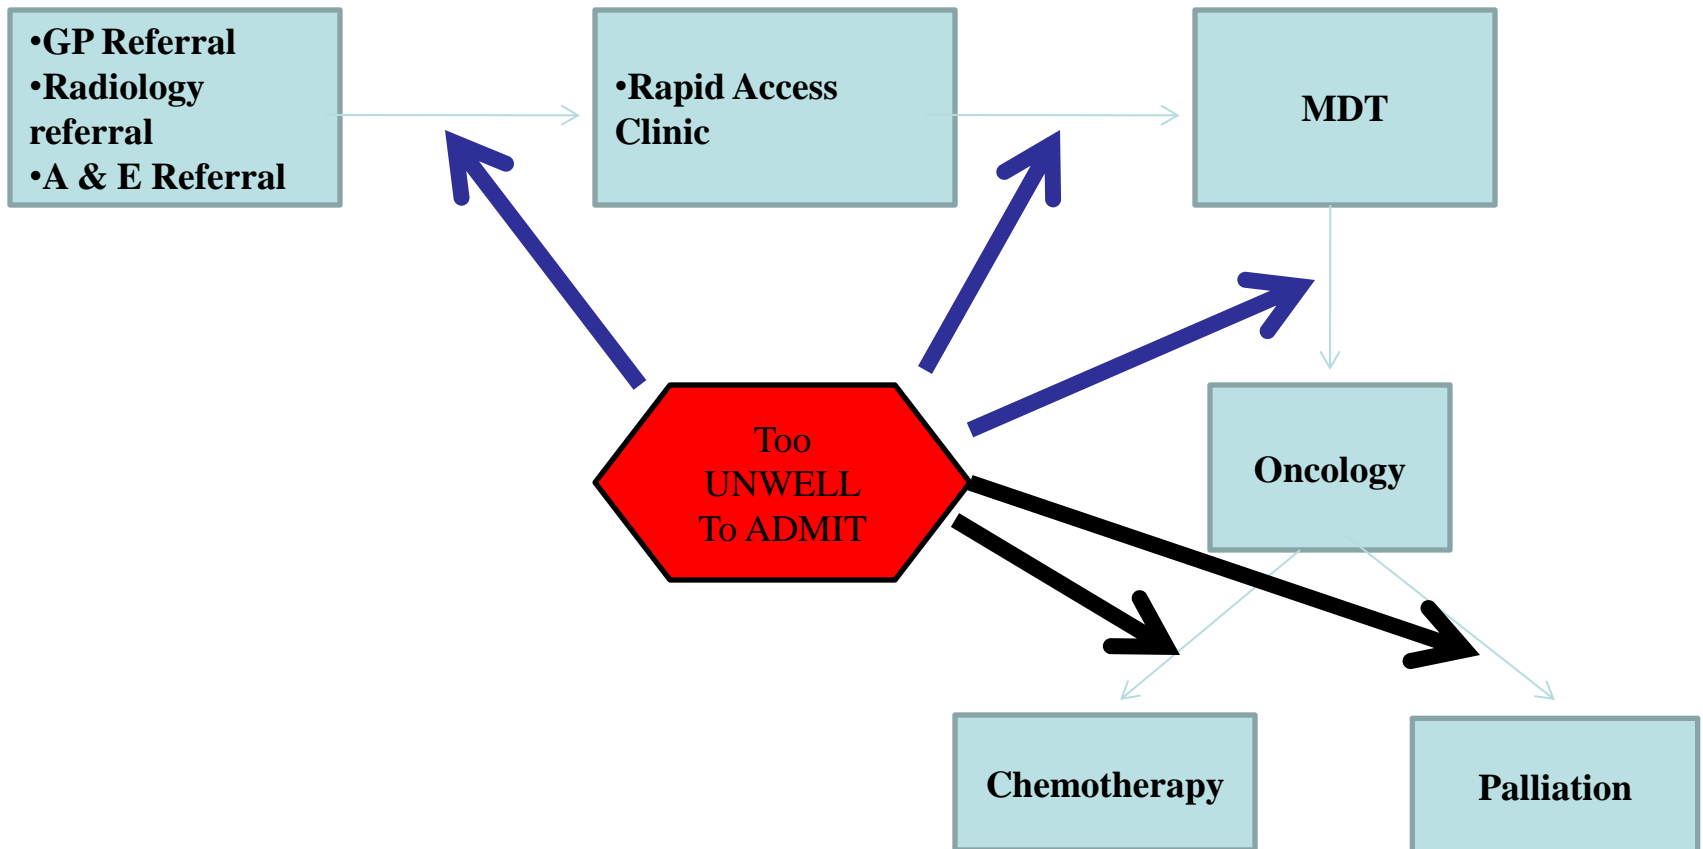 •GP Referral
•Radiology
referral
•A & E Referral
•Rapid Access
Clinic
MDT
Too
UNWELL
To ADMIT
Oncology
Chemotherapy
Palliation